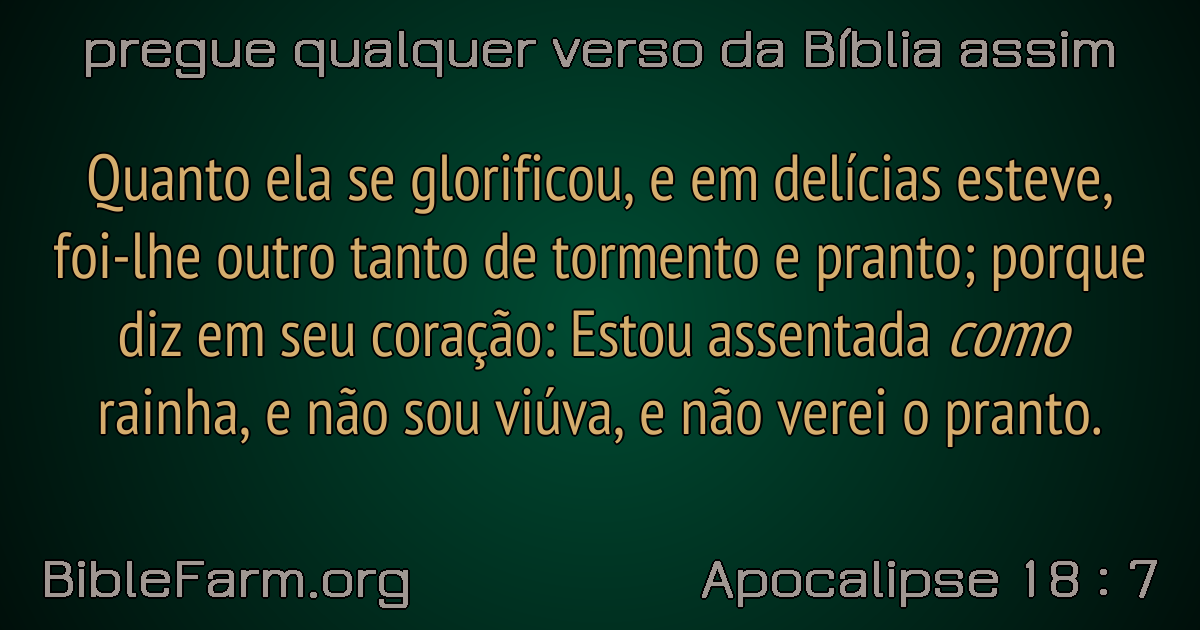 pregue qualquer verso da Bíblia assim
Quanto ela se glorificou, e em delícias esteve,
foi-lhe outro tanto de tormento e pranto; porque
diz em seu coração: Estou assentada como
rainha, e não sou viúva, e não verei o pranto.
BibleFarm.org
Apocalipse 18 : 7